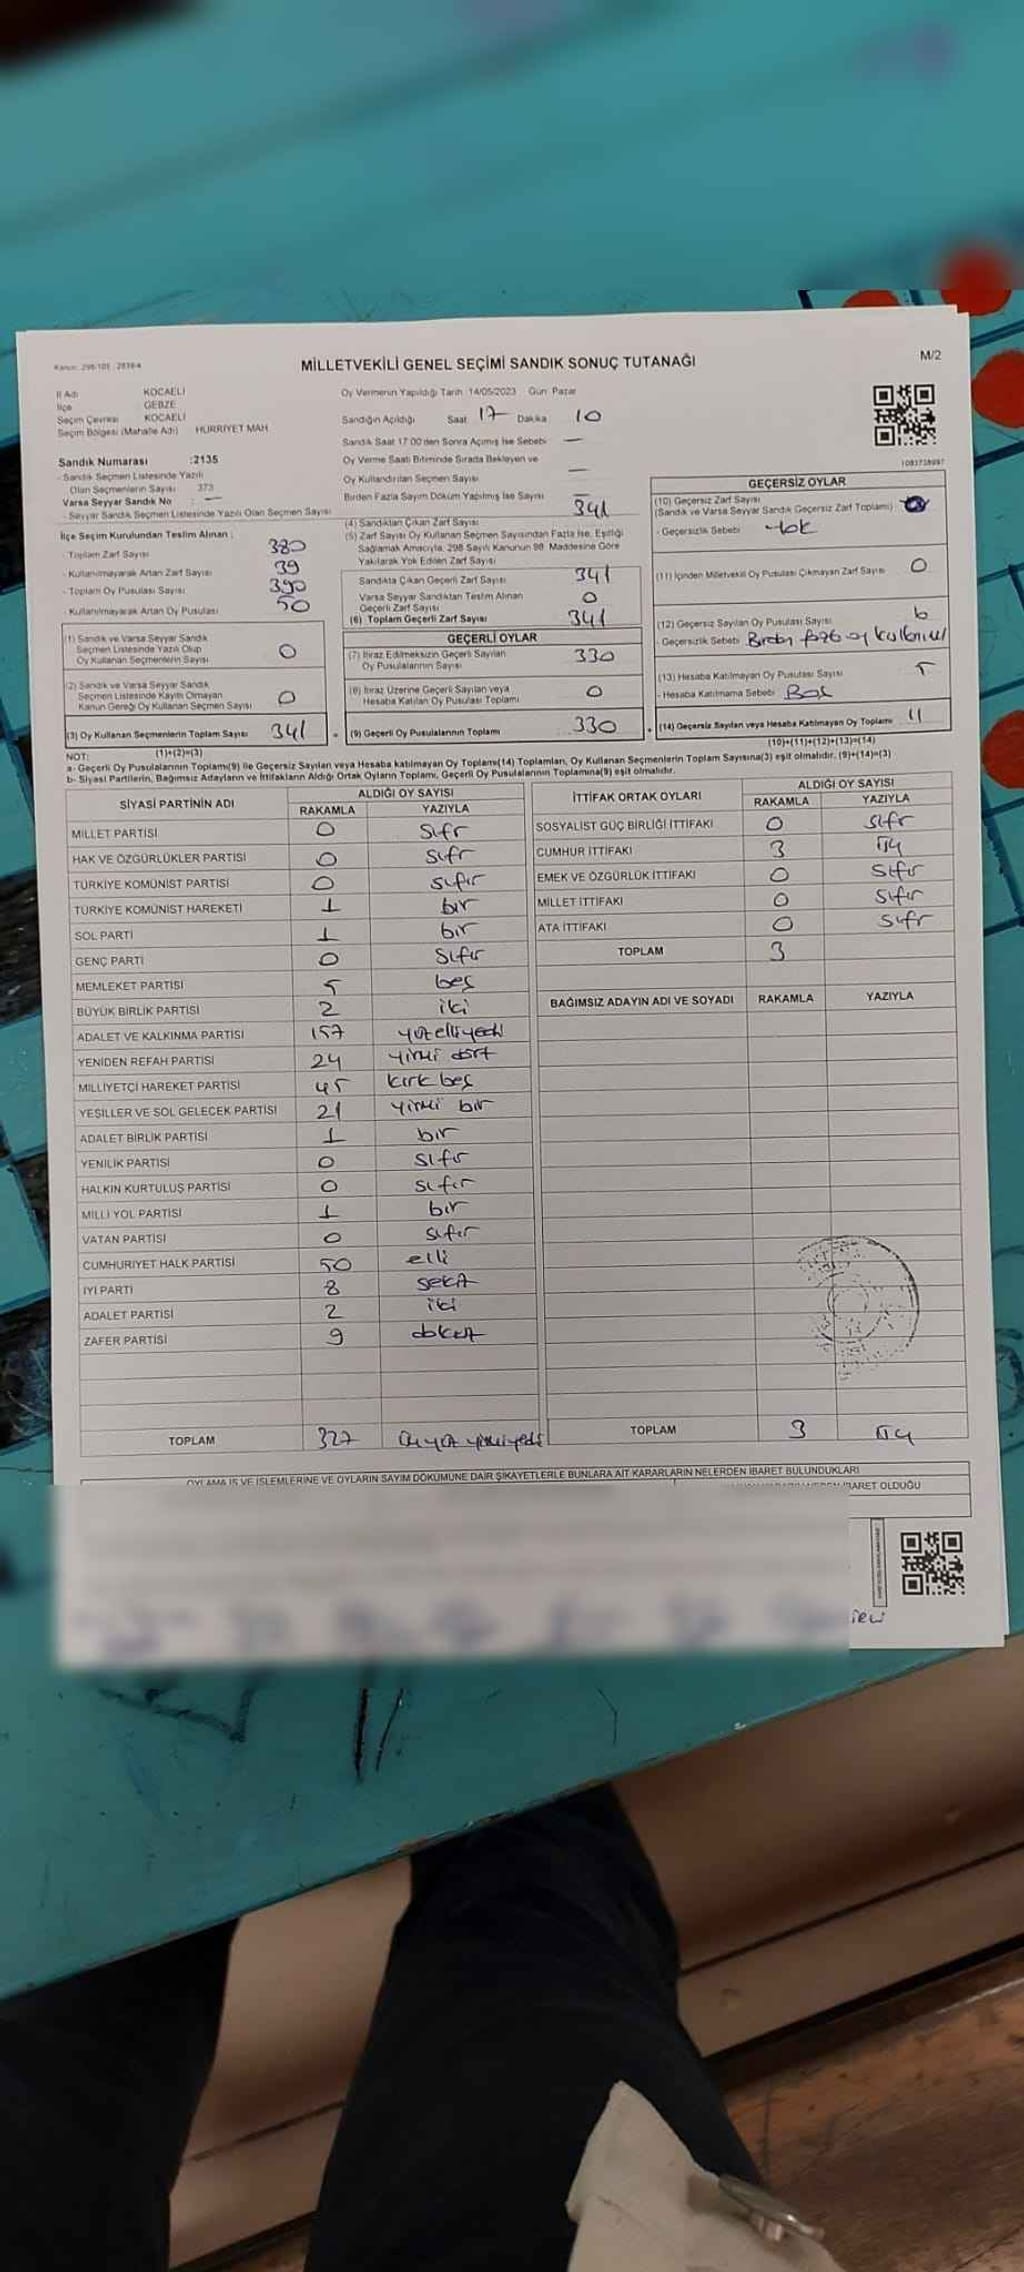 MİLLETVEKİLİ GENEL SEÇİMİ SANDIK SONUÇ TUTANAĞI
M/2
İl Adı KOCAELİ
İlçe GEBZE
Seçim Çevresi KOCAELİ
Seçim Bölgesi (Mahalle Adı) HÜRRİYET MAH
Sandık Numarası :2135
- Sandık Seçmen Listesinde Yazılı
Olan Seçmenlerin Sayısı 373
Varsa Seyyar Sandık No : —
- Seyyar Sandık Seçmen Listesinde Yazılı Olan Seçmen Sayısı
Oy Vermenin Yapıldığı Tarih 14/05/2023 Gün Pazar
Sandığın Açıldığı Saat 17 Dakika 10
Sandık Saat 17 00'den Sonra Açımış İse Sebebi —
Oy Verme Saati Bitiminde Sırada Bekleyen ve
Oy Kullandırılan Seçmen Sayısı —
Birden Fazla Sayım Döküm Yapılmış İse Sayısı —
İlçe Seçim Kurulundan Teslim Alınan :
- Toplam Zarf Sayısı 380
- Kullanılmayarak Artan Zarf Sayısı 39
- Toplam Oy Pusulası Sayısı 390
- Kullanılmayarak Artan Oy Pusulası 50
(1) Sandık ve Varsa Seyyar Sandık
Seçmen Listesinde Yazılı Olup
Oy Kullanan Seçmenlerin Sayısı 0
(2) Sandık ve Varsa Seyyar Sandık
Seçmen Listesinde Kayıtlı Olmayan
Kanun Gereği Oy Kullanan Seçmen Sayısı 0
(3) Oy Kullanan Seçmenlerin Toplam Sayısı 341
(1)+(2)=(3)
(4) Sandıktan Çıkan Zarf Sayısı 341
(5) Zarf Sayısı Oy Kullanan Seçmen Sayısından Fazla İse, Eşitliği
Sağlamak Amacıyla, 298 Sayılı Kanunun 98. Maddesine Göre
Yakılarak Yok Edilen Zarf Sayısı
Sandıkta Çıkan Geçerli Zarf Sayısı 341
Varsa Seyyar Sandıktan Teslim Alınan
Geçerli Zarf Sayısı 0
(6) Toplam Geçerli Zarf Sayısı 341
GEÇERLİ OYLAR
(7) İtiraz Edilmeksizin Geçerli Sayılan
Oy Pusulalarının Sayısı 330
(8) İtiraz Üzerine Geçerli Sayılan veya
Hesaba Katılan Oy Pusulası Toplamı 0
(9) Geçerli Oy Pusulalarının Toplamı 330
GEÇERSİZ OYLAR
(10) Geçersiz Zarf Sayısı
(Sandık ve Varsa Seyyar Sandık Geçersiz Zarf Toplamı)
- Geçersizlik Sebebi Yok
(11) İçinden Milletvekili Oy Pusulası Çıkmayan Zarf Sayısı 0
(12) Geçersiz Sayılan Oy Pusulası Sayısı 6
- Geçersizlik Sebebi Birden fazla oy
(13) Hesaba Katılmayan Oy Pusulası Sayısı 5
- Hesaba Katılmama Sebebi Boş
(14) Geçersiz Sayılan veya Hesaba Katılmayan Oy Toplamı 11
(10)+(11)+(12)+(13)=(14)
NOT:
a- Geçerli Oy Pusulalarının Toplamı(9) ile Geçersiz Sayılan veya Hesaba katılmayan Oy Toplamı(14) Toplamları, Oy Kullanan Seçmenlerin Toplam Sayısına(3) eşit olmalıdır. (9)+(14)=(3)
b- Siyasi Partilerin, Bağımsız Adayların ve İttifakların Aldığı Ortak Oyların Toplamı, Geçerli Oy Pusulalarının Toplamına(9) eşit olmalıdır.
SİYASİ PARTİNİN ADI ALDIĞI OY SAYISI
RAKAMLA YAZIYLA
MİLLET PARTİSİ 0 sıfr
HAK VE ÖZGÜRLÜKLER PARTİSİ 0 sıfır
TÜRKİYE KOMÜNİST PARTİSİ 0 sıfır
TÜRKİYE KOMÜNİST HAREKETİ 1 bir
SOL PARTİ 1 bir
GENÇ PARTİ 0 sıfır
MEMLEKET PARTİSİ 5 beş
BÜYÜK BİRLİK PARTİSİ 2 iki
ADALET VE KALKINMA PARTİSİ 157 yüzelliyedi
YENİDEN REFAH PARTİSİ 24 yirmi dört
MİLLİYETÇİ HAREKET PARTİSİ 45 kırk beş
YEŞİLLER VE SOL GELECEK PARTİSİ 21 yirmi bir
ADALET BİRLİK PARTİSİ 1 bir
YENİLİK PARTİSİ 0 sıfır
HALKIN KURTULUŞ PARTİSİ 0 sıfır
MİLLİ YOL PARTİSİ 1 bir
VATAN PARTİSİ 0 sıfır
CUMHURİYET HALK PARTİSİ 50 elli
İYİ PARTİ 8 sekiz
ADALET PARTİSİ 2 iki
ZAFER PARTİSİ 9 dokuz
TOPLAM 327 üçyüz yirmiyedi
İTTİFAK ORTAK OYLARI ALDIĞI OY SAYISI
RAKAMLA YAZIYLA
SOSYALİST GÜÇ BİRLİĞİ İTTİFAKI 0 sıfr
CUMHUR İTTİFAKI 3 üç
EMEK VE ÖZGÜRLÜK İTTİFAKI 0 sıfır
MİLLET İTTİFAKI 0 sıfır
ATA İTTİFAKI 0 sıfr
TOPLAM 3
BAĞIMSIZ ADAYIN ADI VE SOYADI RAKAMLA YAZIYLA
TOPLAM 3 üç
OYLAMA İŞ VE İŞLEMLERİNE VE OYLARIN SAYIM DÖKÜMÜNE DAİR ŞİKAYETLERLE BUNLARA AİT KARARLARIN NELERDEN İBARET BULUNDUKLARI
İBARET OLDUĞU